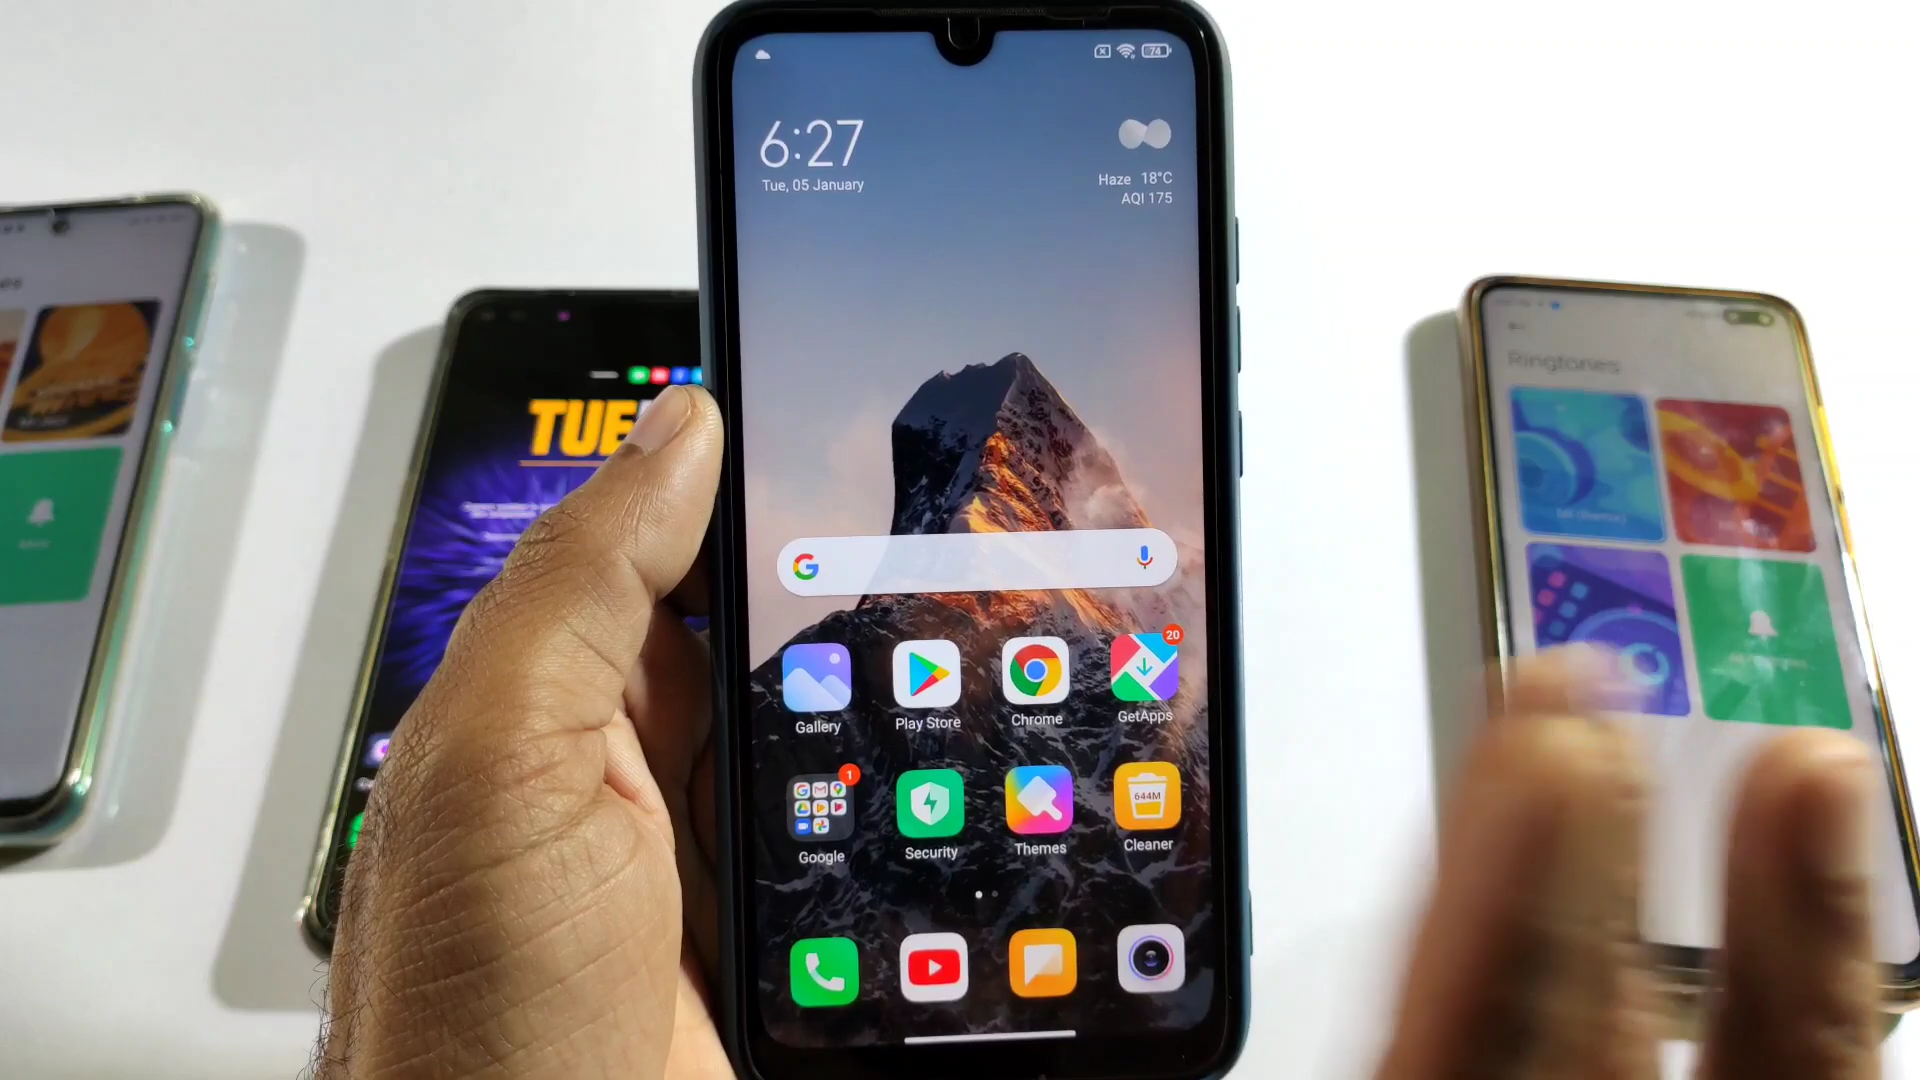 74
6:27
Tue, 05 January
Haze 18°C
AQI 175
TUE
Ringtones
20
Gallery
Play Store
Chrome
GetApps
1
644M
Google
Security
Themes
Cleaner